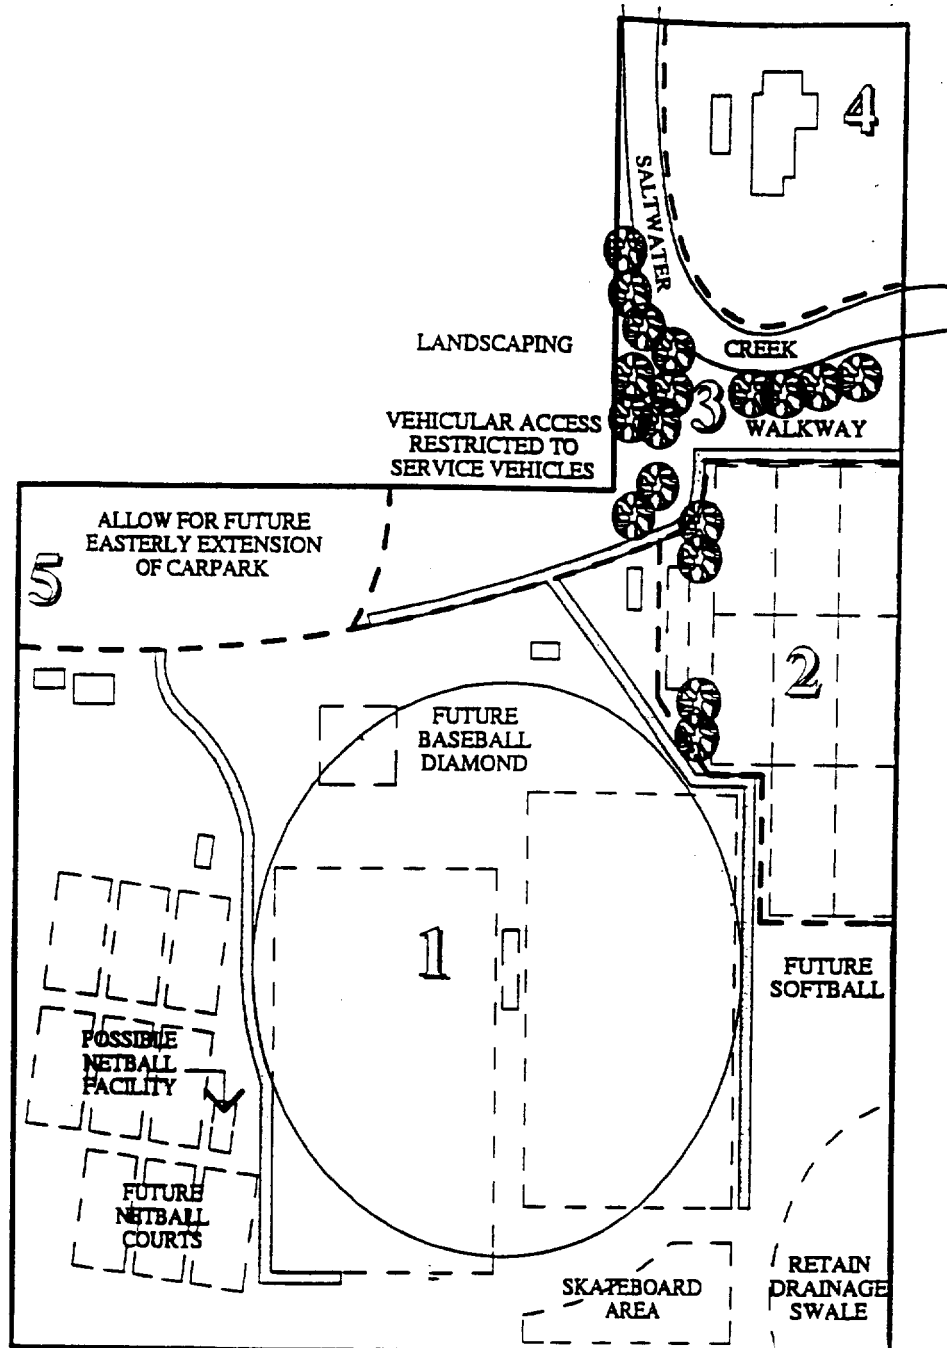 4
SALTWATER
CREEK
LANDSCAPING
3
WALKWAY
VEHICULAR ACCESS
RESTRICTED TO
SERVICE VEHICLES
ALLOW FOR FUTURE
EASTERLY EXTENSION
OF CARPARK
5
2
FUTURE
BASEBALL
DIAMOND
1
FUTURE
SOFTBALL
POSSIBLE
NETBALL
FACILITY
FUTURE
NETBALL
COURTS
SKATEBOARD
AREA
RETAIN
DRAINAGE
SWALE